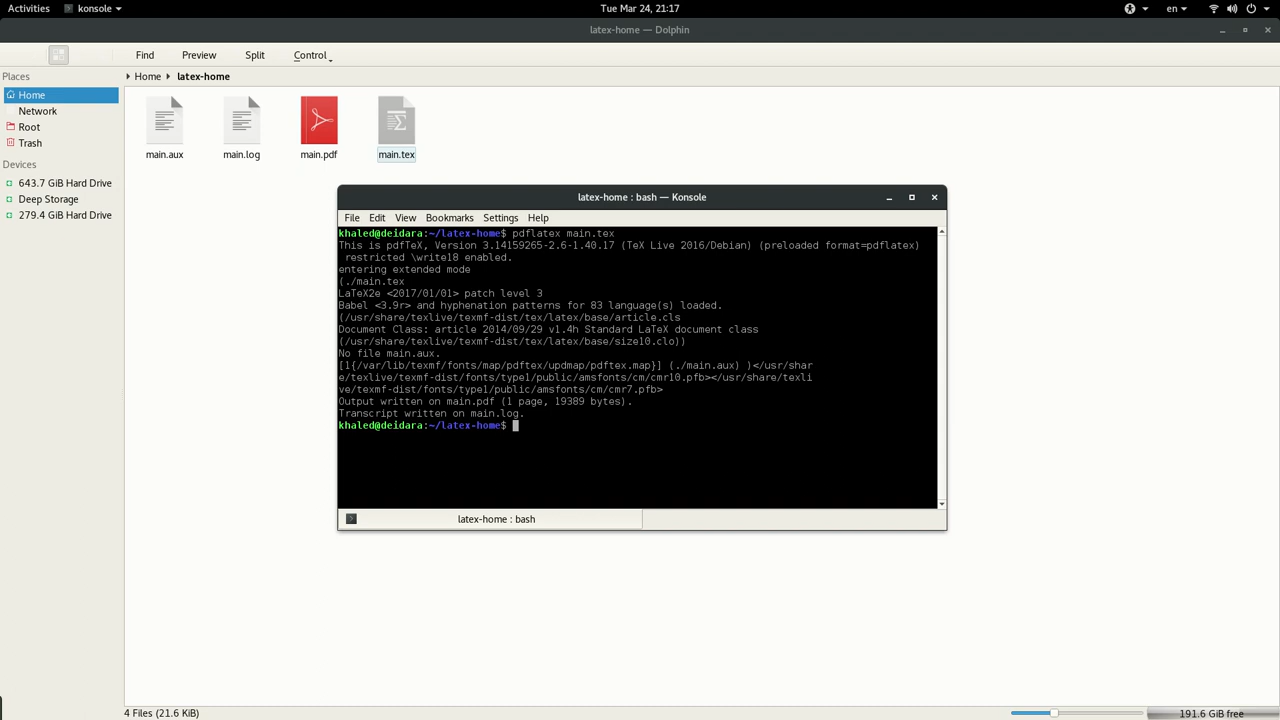 Activities
konsole
Tue Mar 24, 21:17
en
latex-home — Dolphin
Find
Preview
Split
Control
Places
Home
latex-home
Home
Network
Root
Trash
Devices
643.7 GiB Hard Drive
Deep Storage
279.4 GiB Hard Drive
main.aux
main.log
main.pdf
main.tex
latex-home : bash — Konsole
File Edit View Bookmarks Settings Help
khaled@deidara:~/latex-home$ pdflatex main.tex
This is pdfTeX, Version 3.14159265-2.6-1.40.17 (TeX Live 2016/Debian) (preloaded format=pdflatex)
restricted \write18 enabled.
entering extended mode
(./main.tex
LaTeX2e <2017/01/01> patch level 3
Babel <3.9r> and hyphenation patterns for 83 language(s) loaded.
(/usr/share/texlive/texmf-dist/tex/latex/base/article.cls
Document Class: article 2014/09/29 v1.4h Standard LaTeX document class
(/usr/share/texlive/texmf-dist/tex/latex/base/size10.clo))
No file main.aux.
[1{/var/lib/texmf/fonts/map/pdftex/updmap/pdftex.map}] (./main.aux) )</usr/shar
e/texlive/texmf-dist/fonts/type1/public/amsfonts/cm/cmr10.pfb></usr/share/texli
ve/texmf-dist/fonts/type1/public/amsfonts/cm/cmr7.pfb>
Output written on main.pdf (1 page, 19389 bytes).
Transcript written on main.log.
khaled@deidara:~/latex-home$
latex-home : bash
4 Files (21.6 KiB)
191.6 GiB free